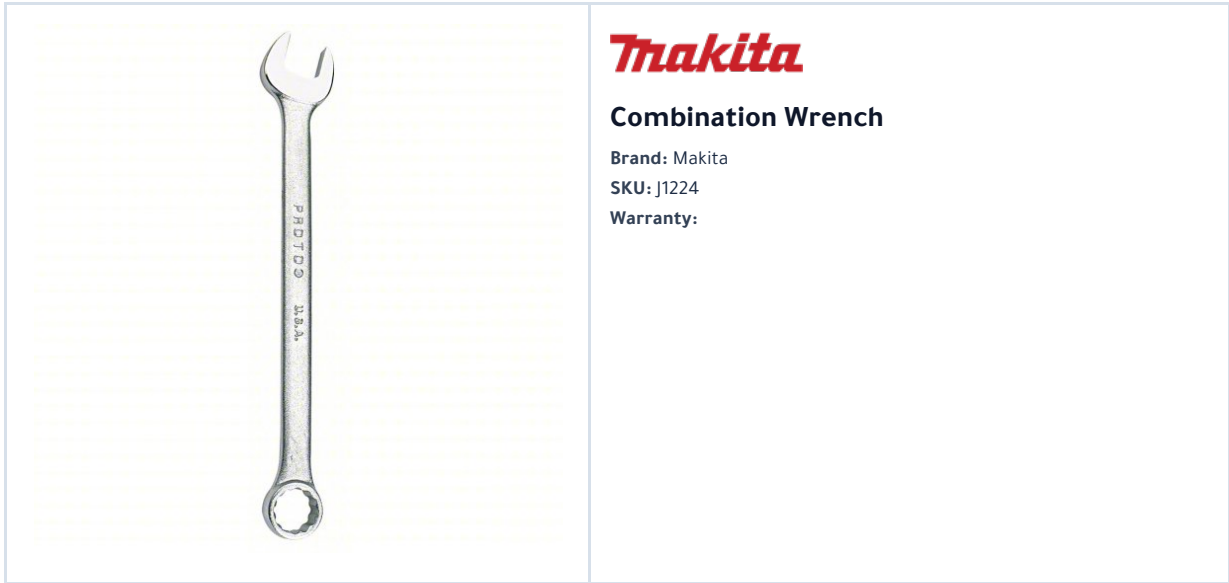 PROTO
U.S.A.
makita
Combination Wrench
Brand: Makita
SKU: J1224
Warranty: